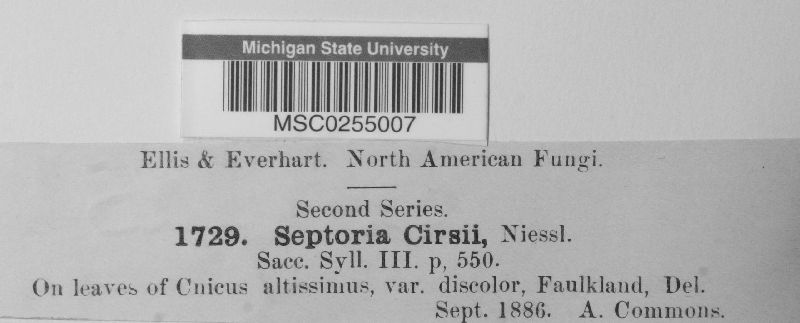 Michigan State University
MSC0255007
Ellis & Everhart. North American Fungi.
Second Series.
1729. Septoria Cirsii, Niessl.
Sacc. Syll. III. p, 550.
On leaves of Cnicus altissimus, var. discolor, Faulkland, Del.
Sept. 1886. A. Commons.